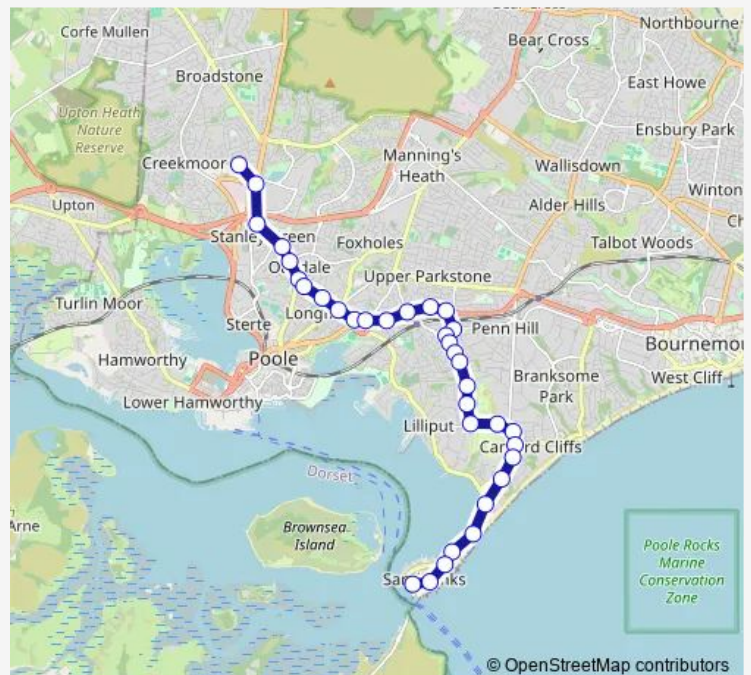 Corfe Mullen
Bear Cross
Northbourne
Broadstone
East Howe
Upton Heath
Nature
Reserve
Ensbury Park
Creekmoor
Manning's
Heath
Wallisdown
Winton
Upton
Alder Hills
Foxholes
Talbot Woods
Upper Parkstone
Turlin Moor
Sterte
Penn Hill
Hamworthy
Poole
Branksome
Park
West Cliff
Lower Hamworthy
Lilliput
Dorset
Brownsea
Island
Arne
Poole Rocks
Marine
Conservation
Zone
© OpenStreetMap contributors